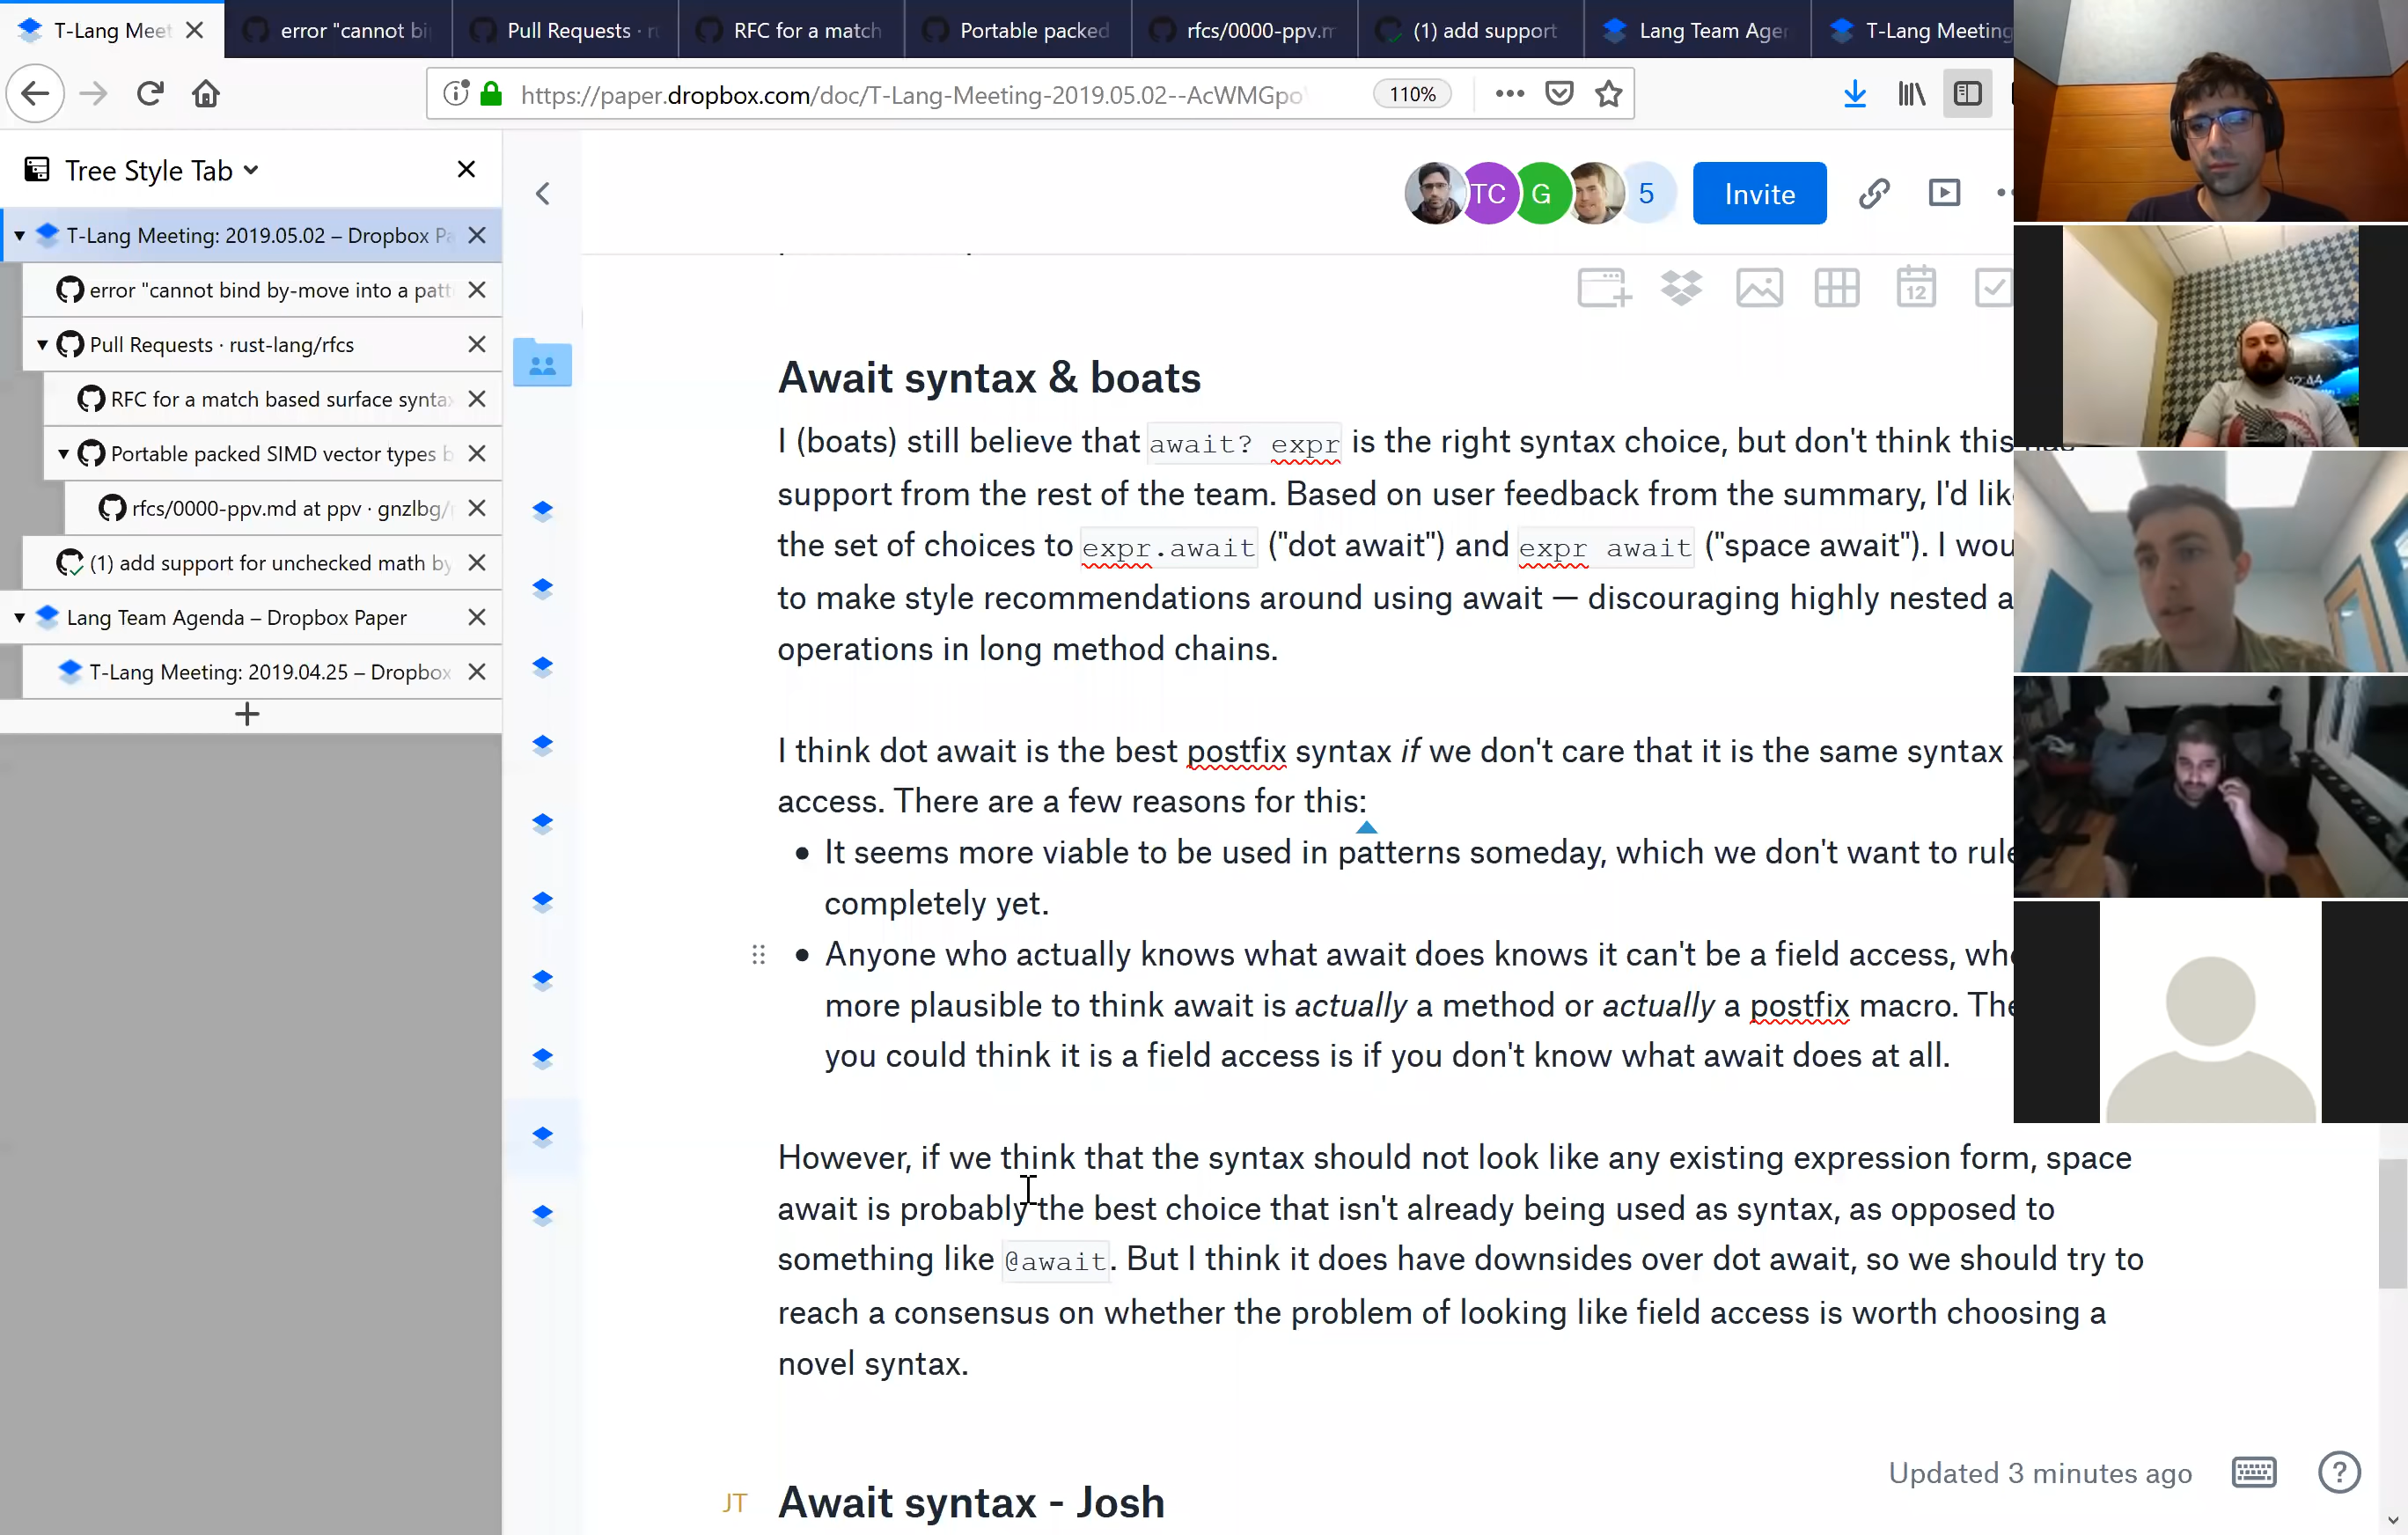 T-Lang Meet
error "cannot bi
Pull Requests · r
RFC for a match
Portable packed
rfcs/0000-ppv.m
(1) add support
Lang Team Age
T-Lang Meeting
https://paper.dropbox.com/doc/T-Lang-Meeting-2019.05.02--AcWMGpo
110%
Tree Style Tab
T-Lang Meeting: 2019.05.02 – Dropbox Pa
error "cannot bind by-move into a patt
Pull Requests · rust-lang/rfcs
RFC for a match based surface synta
Portable packed SIMD vector types b
rfcs/0000-ppv.md at ppv · gnzlbg/
(1) add support for unchecked math by
Lang Team Agenda – Dropbox Paper
T-Lang Meeting: 2019.04.25 – Dropbox
TC
G
5
Invite
12
Await syntax & boats
I (boats) still believe that await? expr is the right syntax choice, but don't think this has
support from the rest of the team. Based on user feedback from the summary, I'd lik
the set of choices to expr.await ("dot await") and expr await ("space await"). I wou
to make style recommendations around using await — discouraging highly nested a
operations in long method chains.
I think dot await is the best postfix syntax if we don't care that it is the same syntax
access. There are a few reasons for this:
• It seems more viable to be used in patterns someday, which we don't want to rule
completely yet.
• Anyone who actually knows what await does knows it can't be a field access, wh
more plausible to think await is actually a method or actually a postfix macro. The
you could think it is a field access is if you don't know what await does at all.
However, if we think that the syntax should not look like any existing expression form, space
await is probably the best choice that isn't already being used as syntax, as opposed to
something like @await. But I think it does have downsides over dot await, so we should try to
reach a consensus on whether the problem of looking like field access is worth choosing a
novel syntax.
Updated 3 minutes ago
?
JT
Await syntax - Josh